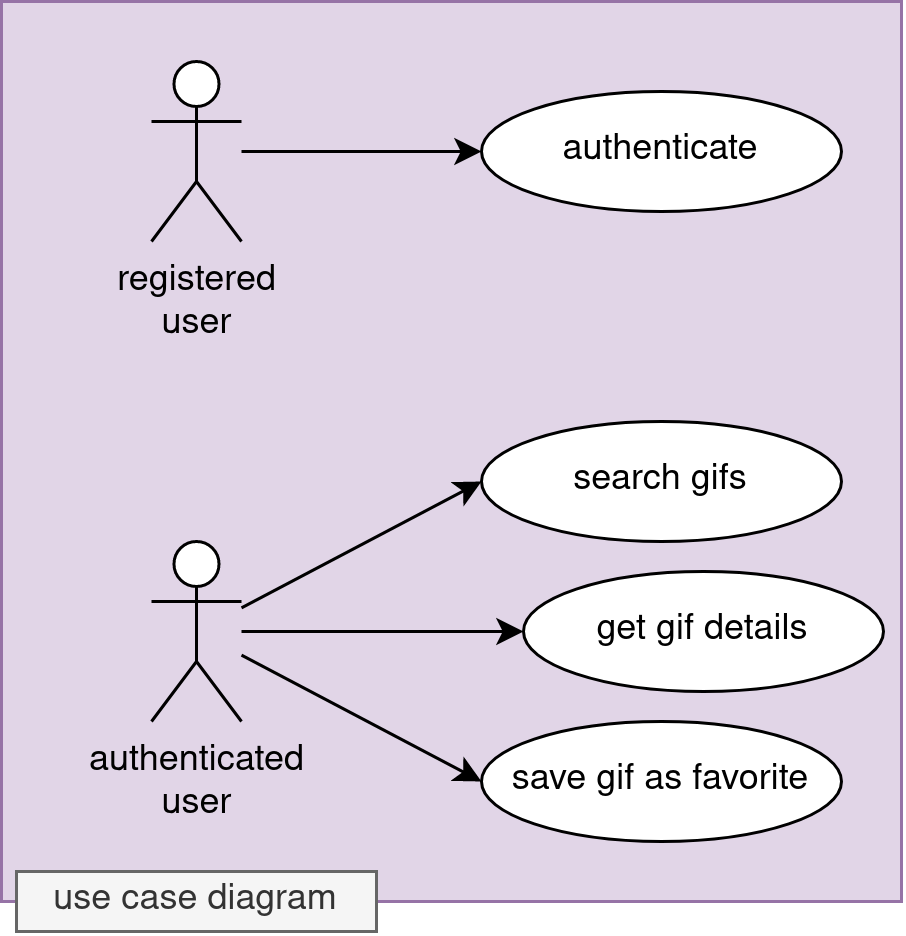 authenticate
registered
user
search gifs
get gif details
authenticated
user
save gif as favorite
use case diagram